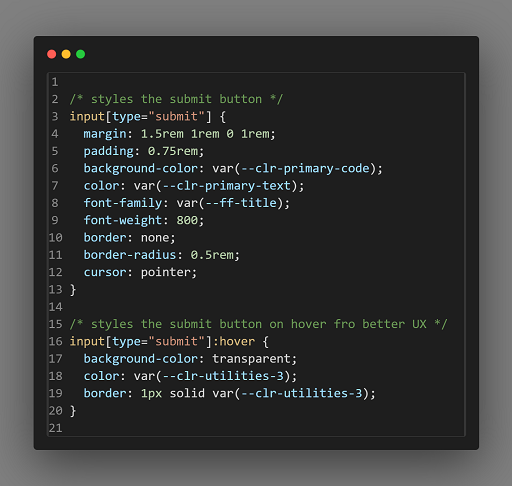 1
2 /* styles the submit button */
3 input[type="submit"] {
4   margin: 1.5rem 1rem 0 1rem;
5   padding: 0.75rem;
6   background-color: var(--clr-primary-code);
7   color: var(--clr-primary-text);
8   font-family: var(--ff-title);
9   font-weight: 800;
10   border: none;
11   border-radius: 0.5rem;
12   cursor: pointer;
13 }
14
15 /* styles the submit button on hover fro better UX */
16 input[type="submit"]:hover {
17   background-color: transparent;
18   color: var(--clr-utilities-3);
19   border: 1px solid var(--clr-utilities-3);
20 }
21